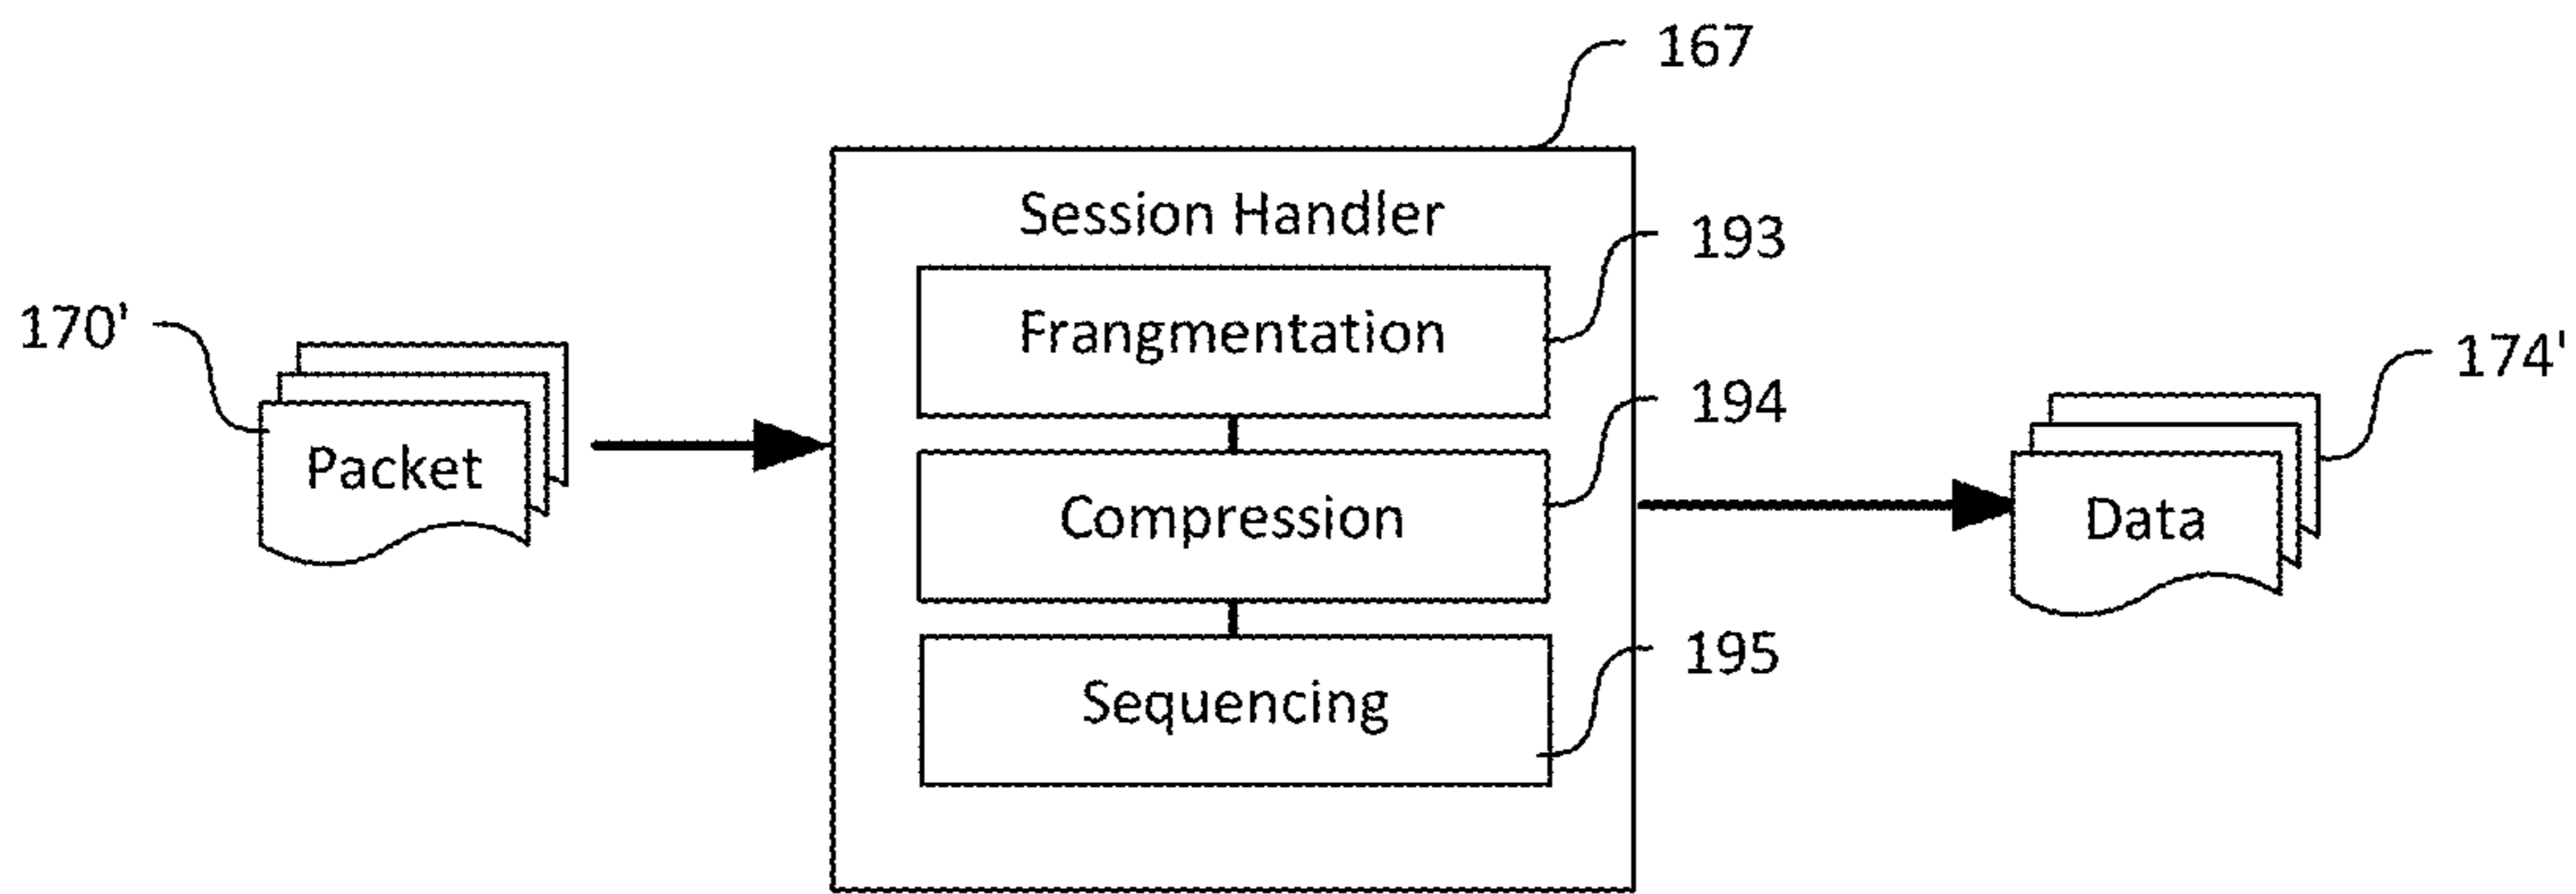 167
Session Handler
193
Frangmentation
170'
174'
194
Packet
Compression
Data
195
Sequencing